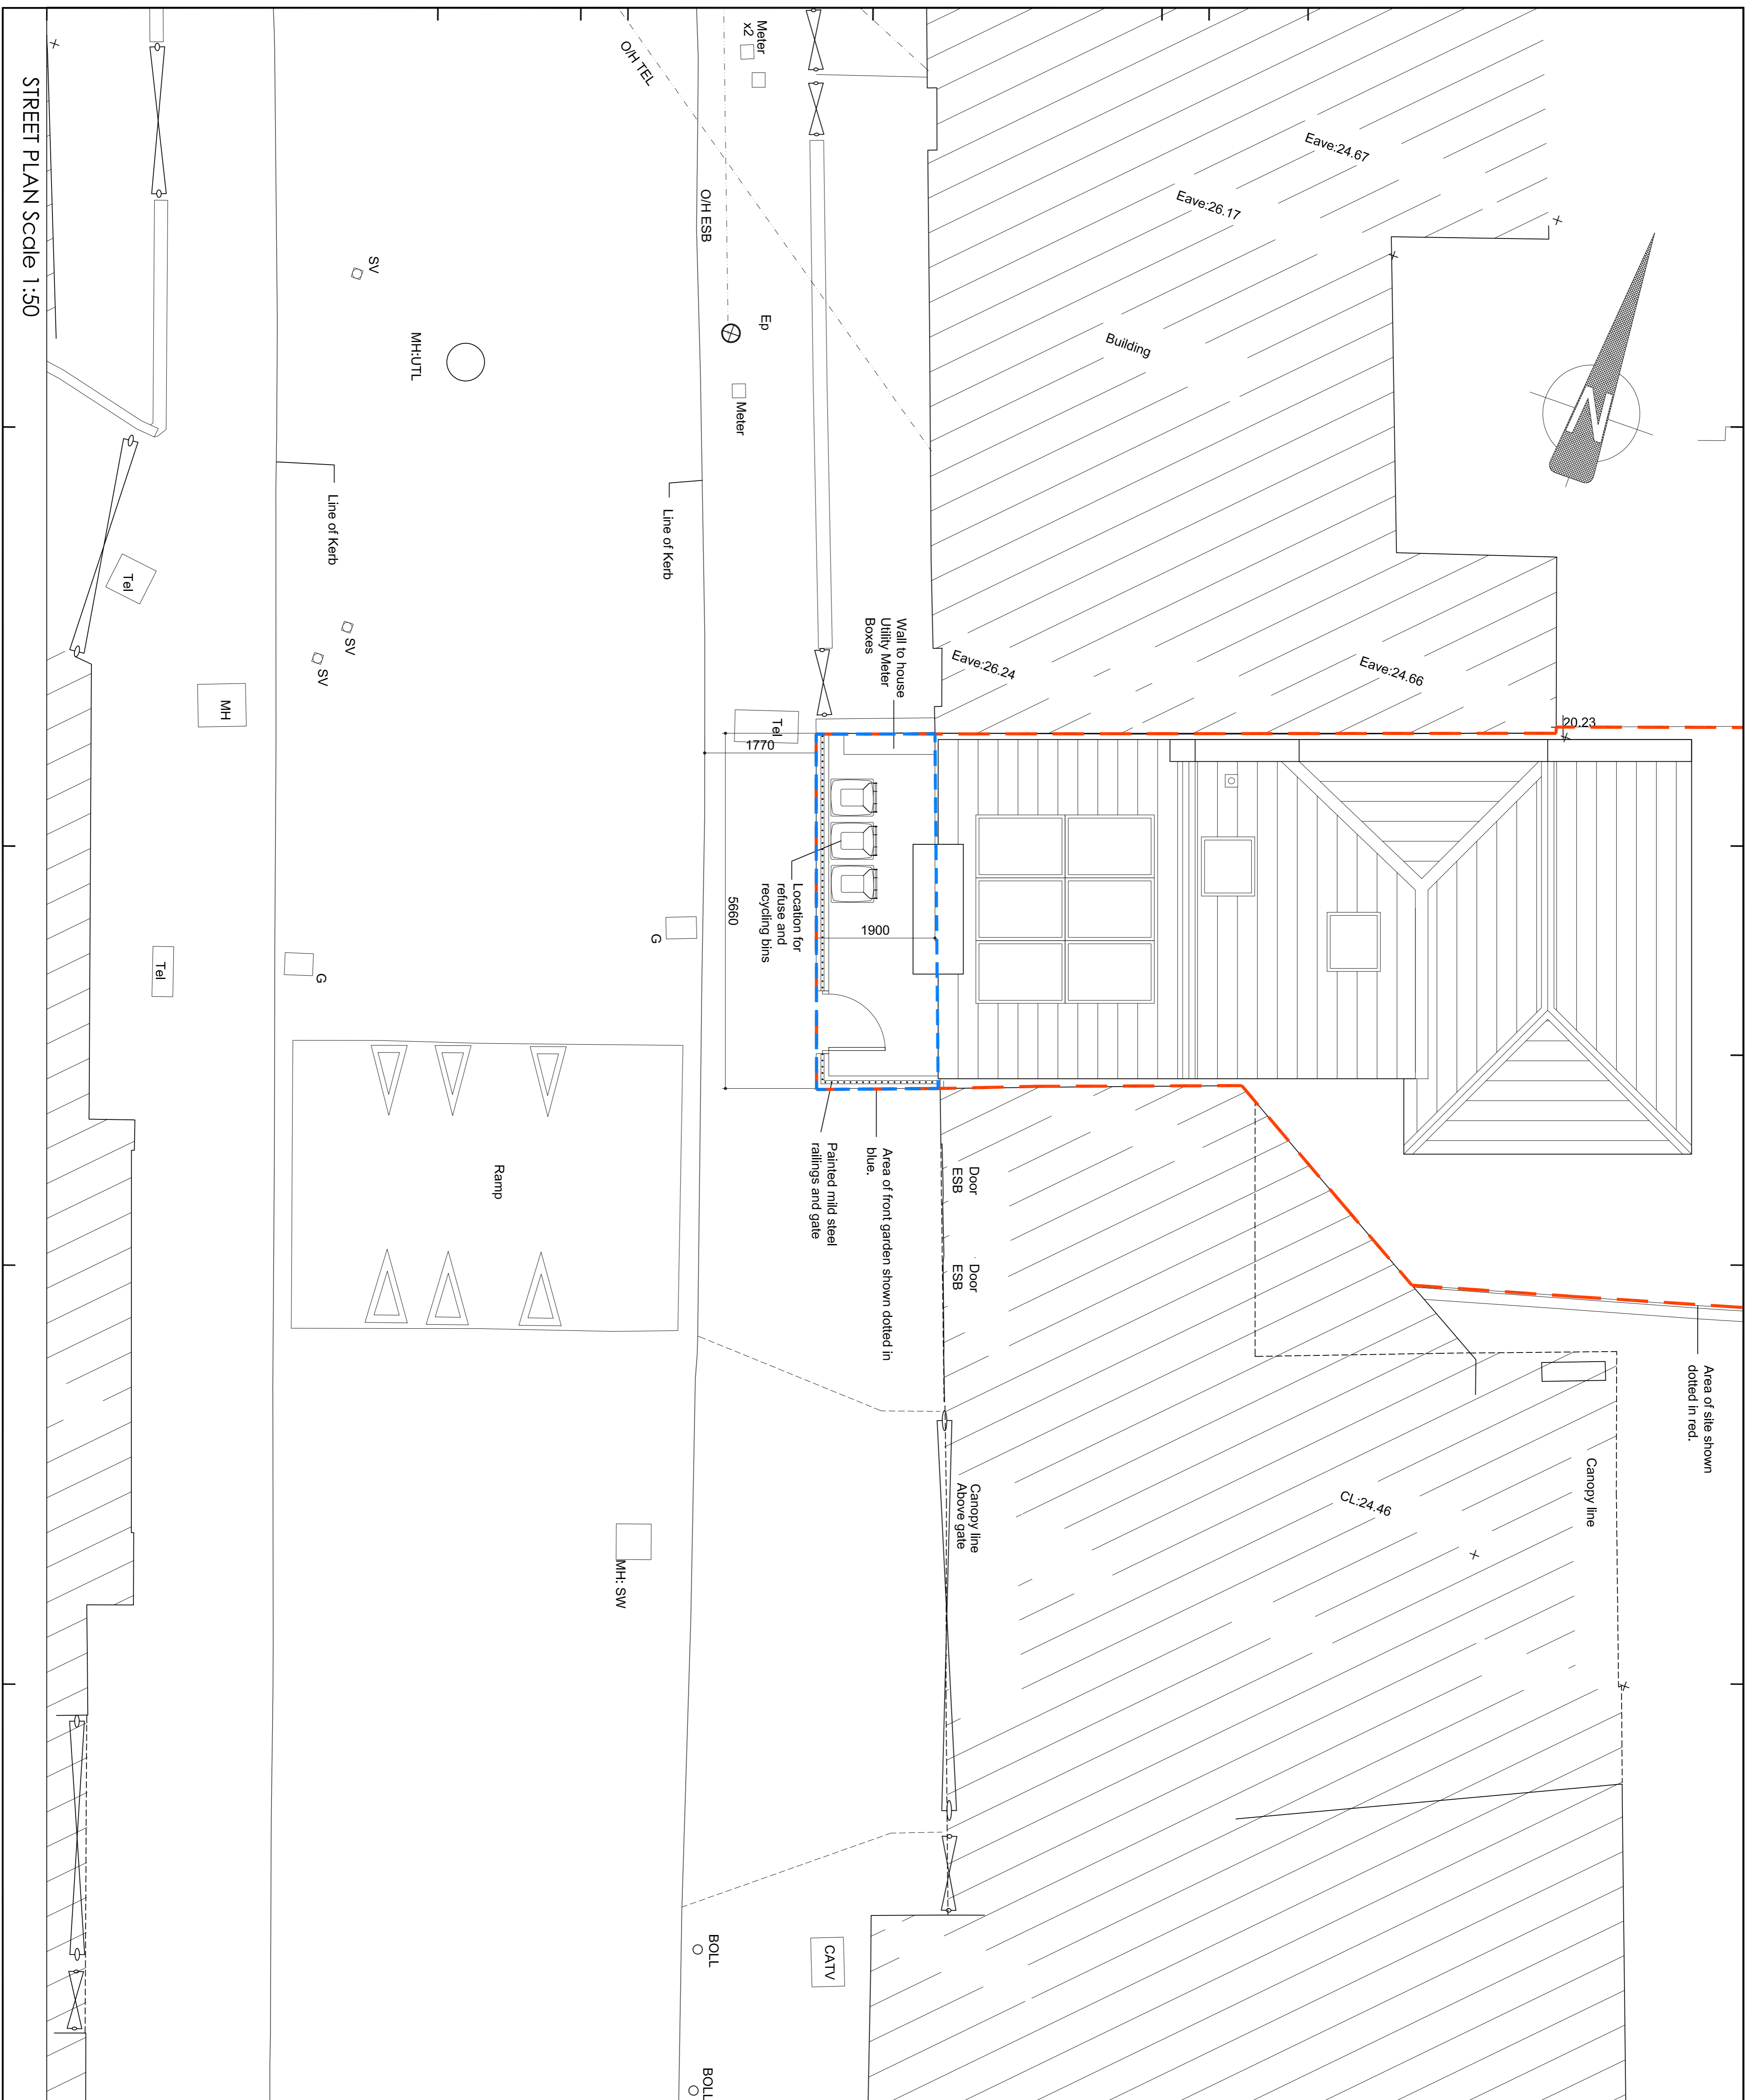 STREET PLAN Scale 1:50
Meter
x2
O/H TEL
O/H ESB
Ep
Meter
SV
MH:UTL
Line of Kerb
Line of Kerb
Tel
SV
SV
MH
Tel
Tel
G
G
Ramp
MH: SW
BOLL
BOLL
CATV
Eave:24.67
Eave:26.17
Building
Eave:26.24
Eave:24.66
20.23
N
Wall to house
Utility Meter
Boxes
1770
5660
1900
Location for
refuse and
recycling bins
Painted mild steel
railings and gate
Area of front garden shown dotted in
blue.
Door
ESB
Door
ESB
Canopy line
Above gate
CL:24.46
Canopy line
Area of site shown
dotted in red.